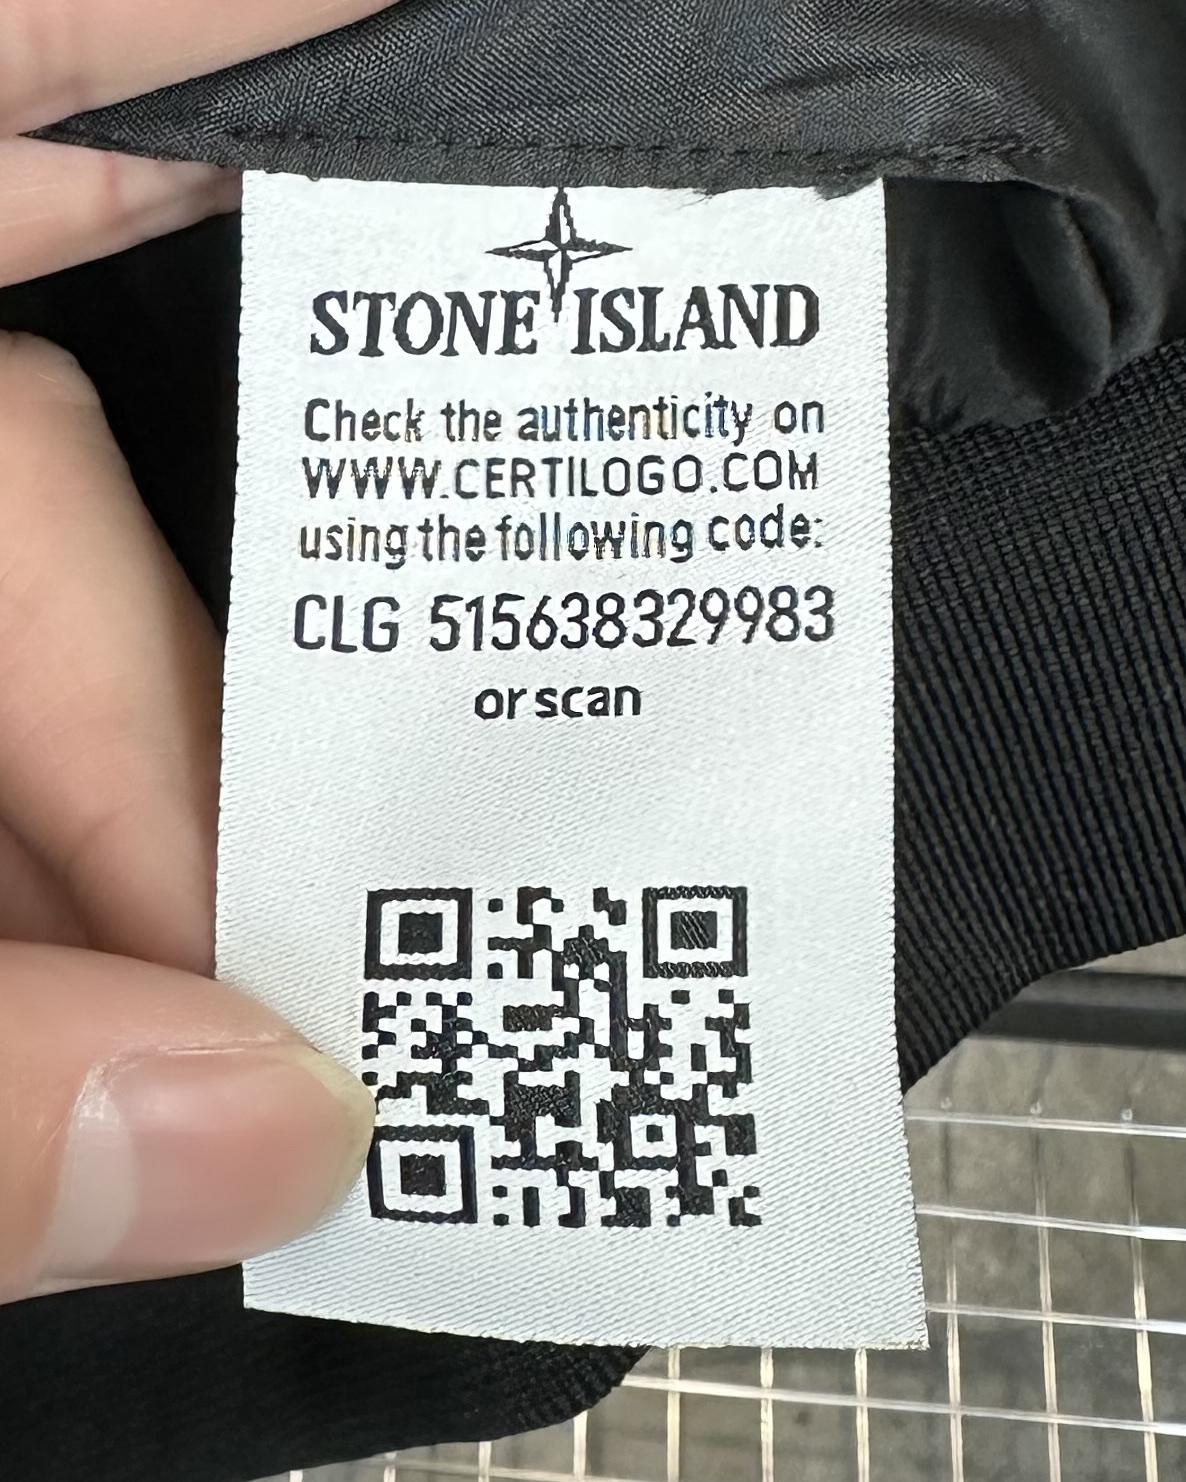 STONE ISLAND
Check the authenticity on
WWW.CERTILOGO.COM
using the following code:
CLG 515638329983
or scan